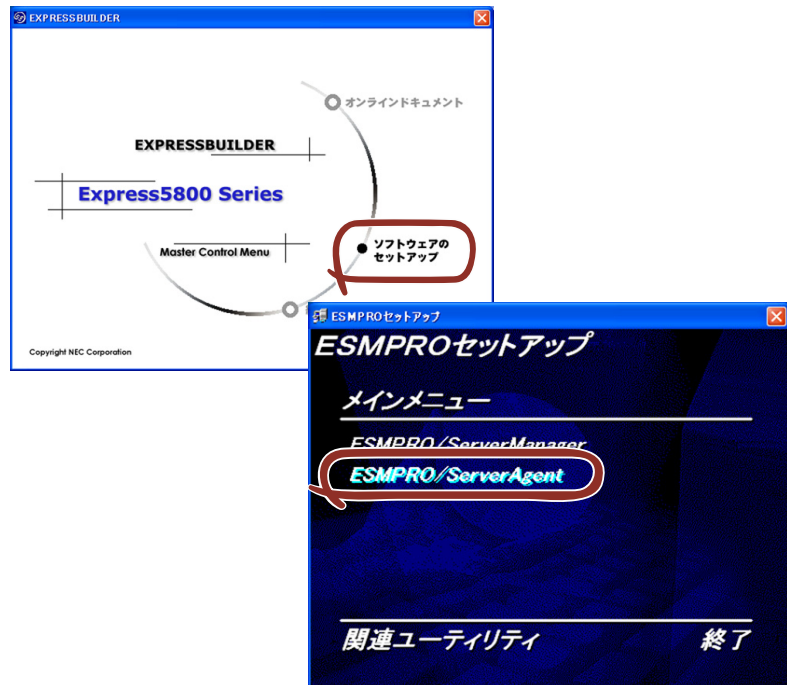 EXPRESSBUILDER
オンラインドキュメント
EXPRESSBUILDER
Express5800 Series
ソフトウェアの
セットアップ
Master Control Menu
Copyright NEC Corporation
ESMPROセットアップ
ESMPROセットアップ
メインメニュー
ESMPRO/ServerManager
ESMPRO/ServerAgent
関連ユーティリティ
終了